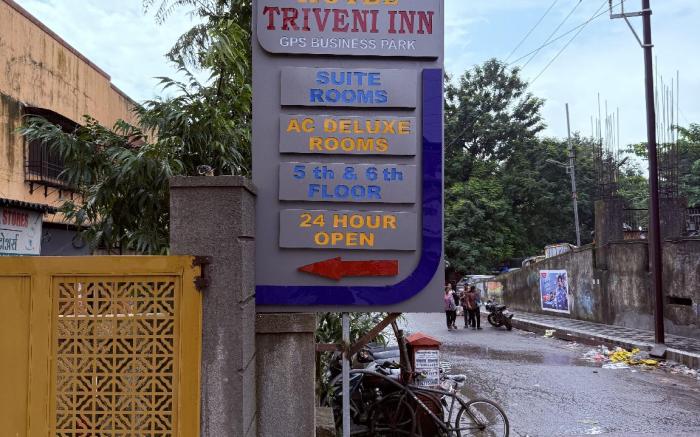 HOTEL
TRIVENI INN
GPS BUSINESS PARK
SUITE
ROOMS
AC DELUXE
ROOMS
5 th & 6 th
FLOOR
24 HOUR
OPEN
STORES